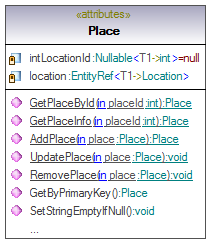 «attributes»
Place
intLocationId:Nullable<T1->int>=null
location:EntityRef<T1->Location>
GetPlaceById(in placeId:int):Place
GetPlaceInfo(in placeId:int):Place
AddPlace(in place:Place):Place
UpdatePlace(in place:Place):void
RemovePlace(in place:Place):void
GetByPrimaryKey():Place
SetStringEmptyIfNull():void
...